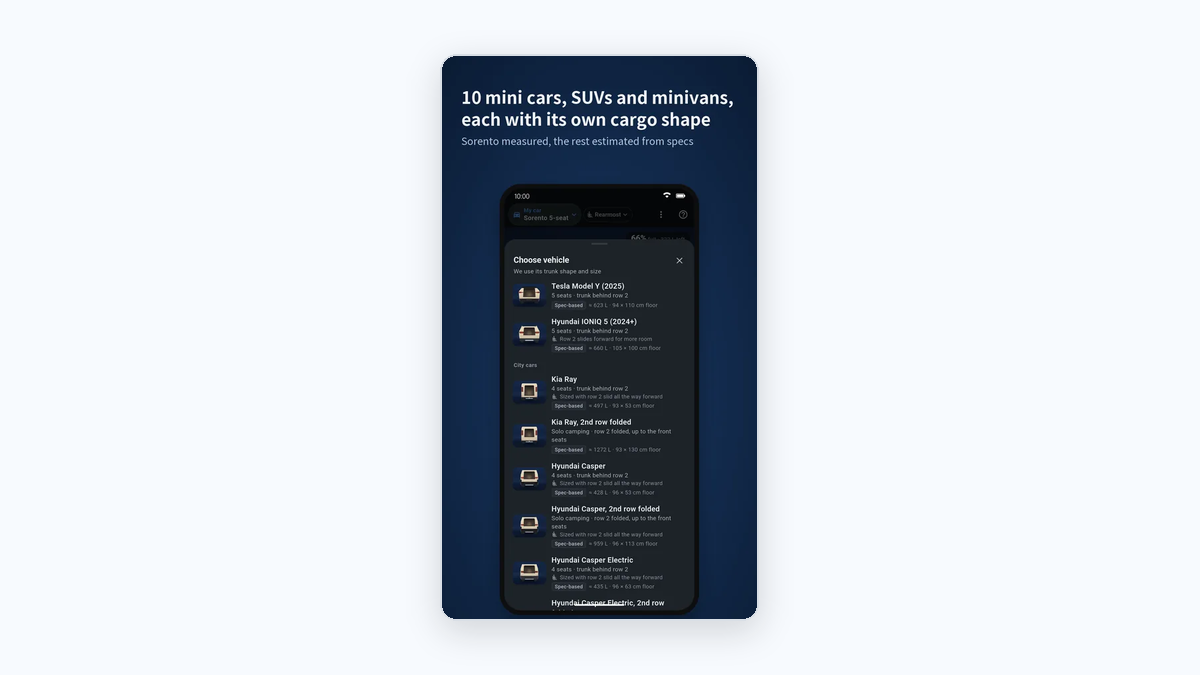 10 mini cars, SUVs and minivans,
each with its own cargo shape
Sorento measured, the rest estimated from specs
10:00
My car
Sorento 5-seat
Rearmost
66%
Choose vehicle
We use its trunk shape and size
Tesla Model Y (2025)
5 seats · trunk behind row 2
Spec-based ≈ 623 L · 94 × 110 cm floor
Hyundai IONIQ 5 (2024+)
5 seats · trunk behind row 2
Row 2 slides forward for more room
Spec-based ≈ 660 L · 105 × 100 cm floor
City cars
Kia Ray
4 seats · trunk behind row 2
Sized with row 2 slid all the way forward
Spec-based ≈ 497 L · 93 × 53 cm floor
Kia Ray, 2nd row folded
Solo camping · row 2 folded, up to the front
seats
Spec-based ≈ 1272 L · 93 × 130 cm floor
Hyundai Casper
4 seats · trunk behind row 2
Sized with row 2 slid all the way forward
Spec-based ≈ 428 L · 96 × 53 cm floor
Hyundai Casper, 2nd row folded
Solo camping · row 2 folded, up to the front
seats
Sized with row 2 slid all the way forward
Spec-based ≈ 959 L · 96 × 113 cm floor
Hyundai Casper Electric
4 seats · trunk behind row 2
Sized with row 2 slid all the way forward
Spec-based ≈ 435 L · 96 × 63 cm floor
Hyundai Casper Electric, 2nd row